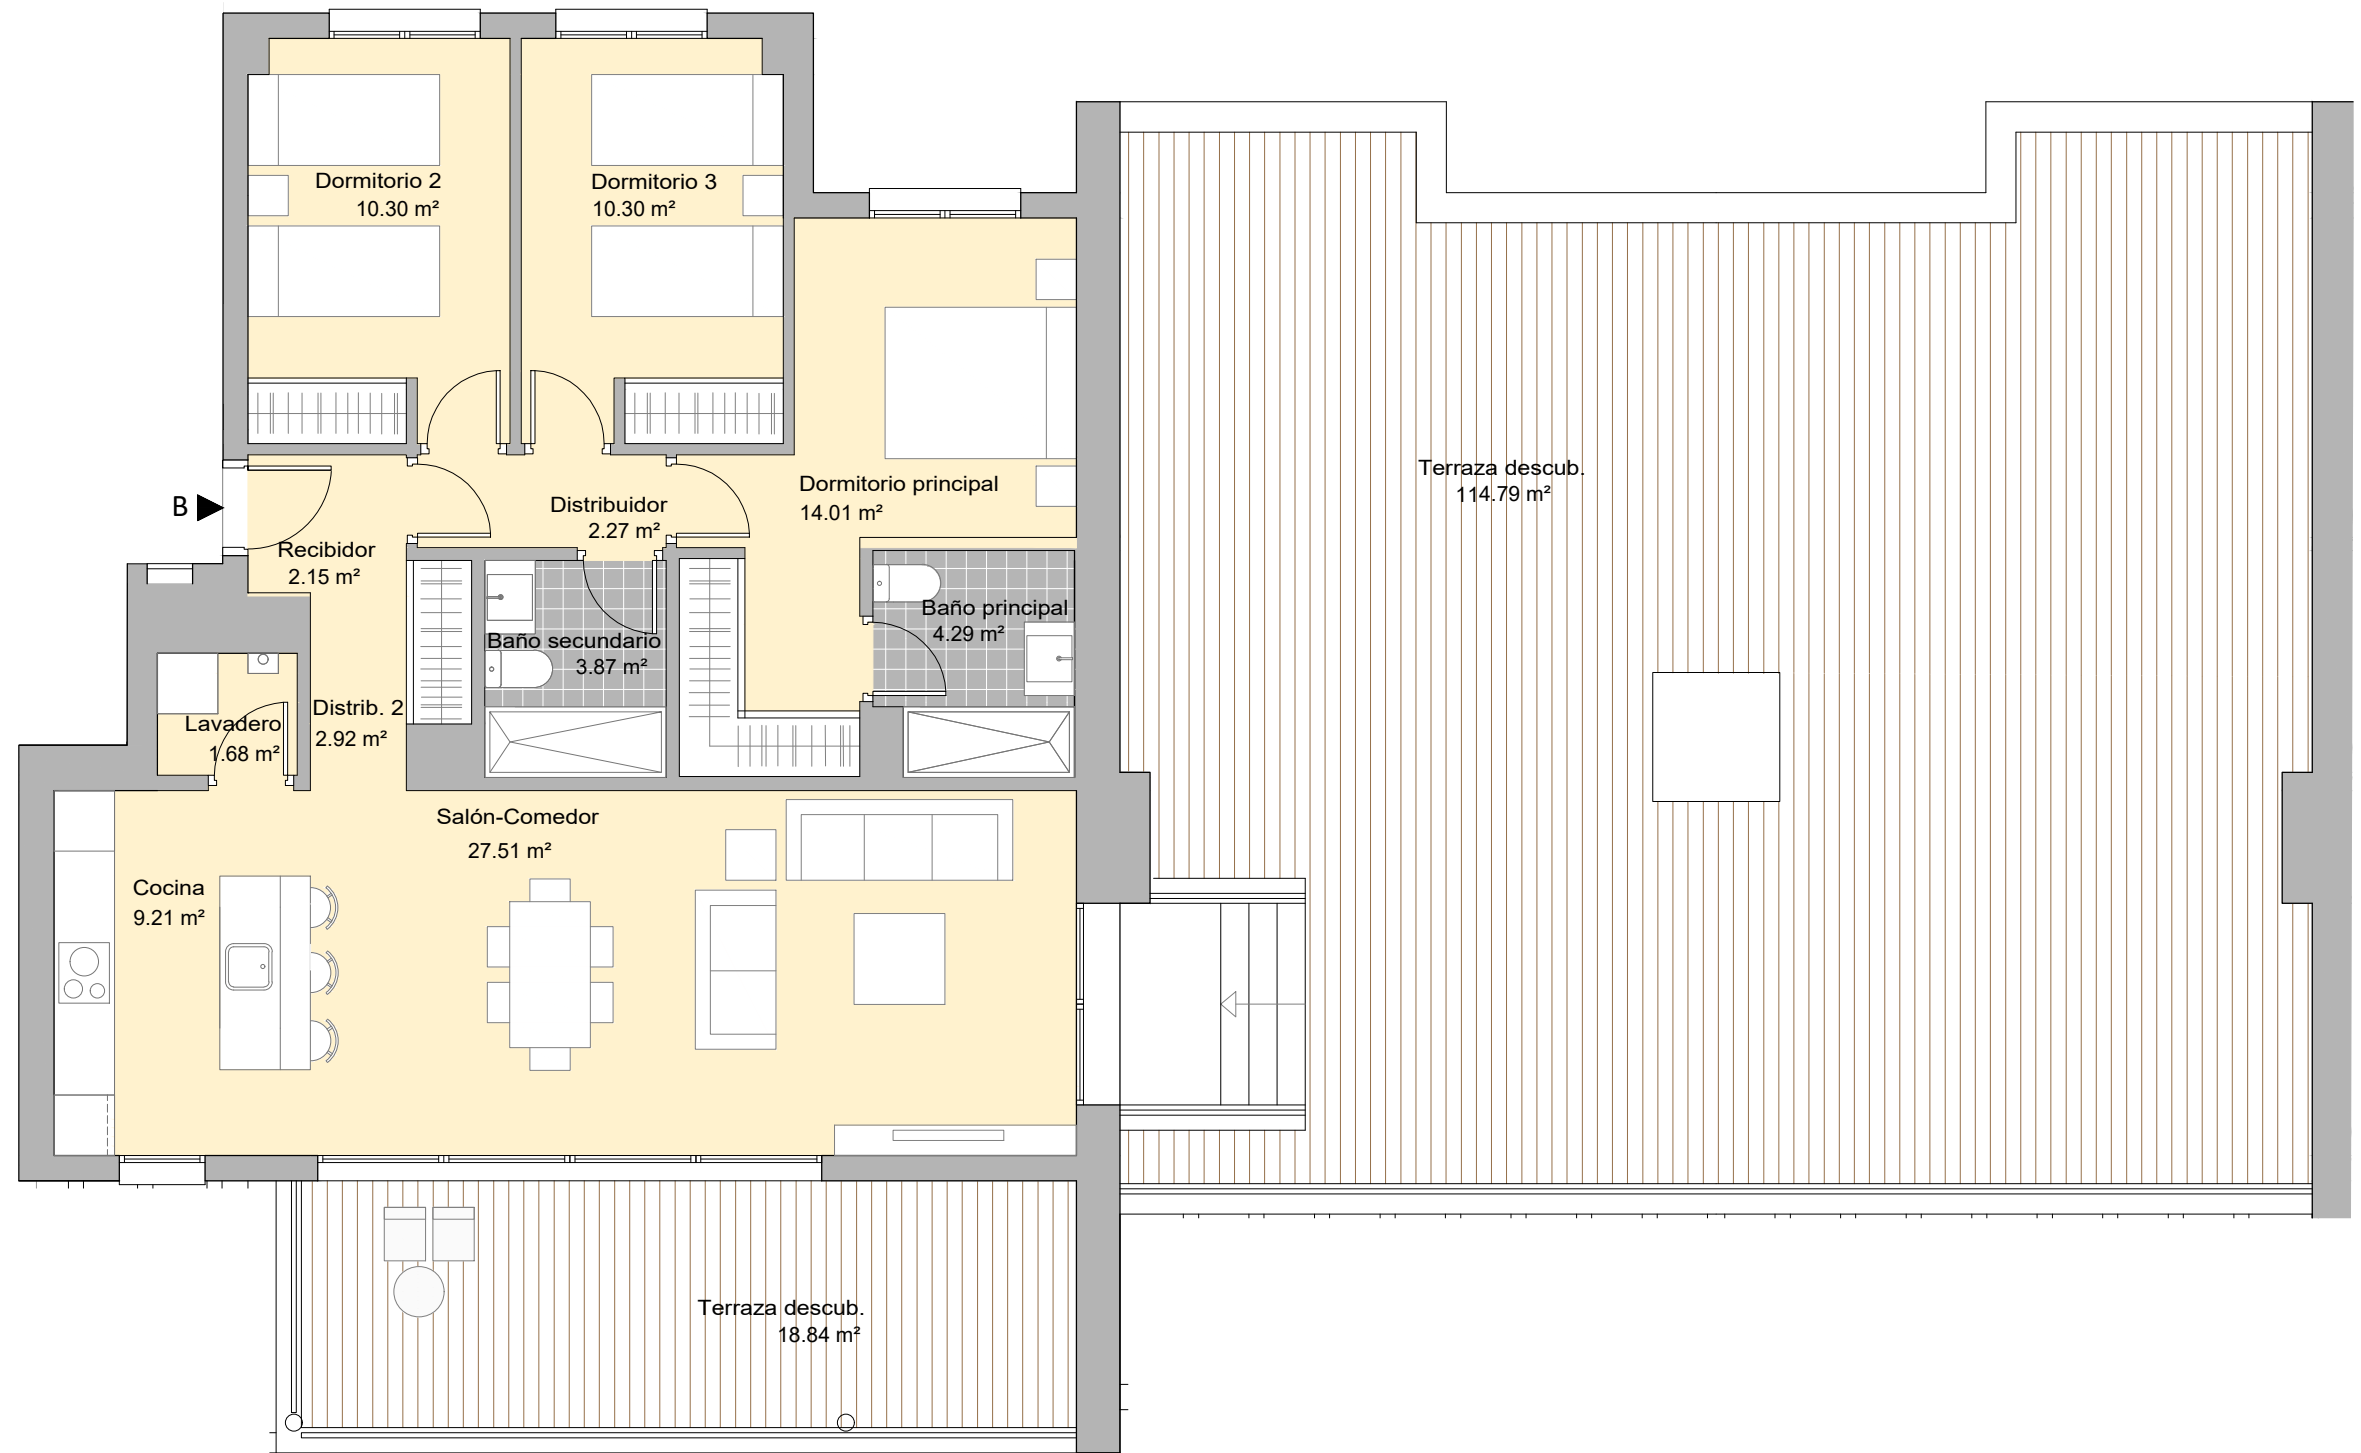 Dormitorio 2
10.30 m²
Dormitorio 3
10.30 m²
Terraza descub.
114.79 m²
Dormitorio principal
14.01 m²
B
Distribuidor
2.27 m²
Recibidor
2.15 m²
Baño principal
4.29 m²
Baño secundario
3.87 m²
Distrib. 2
2.92 m²
Lavadero
1.68 m²
Salón-Comedor
27.51 m²
Cocina
9.21 m²
Terraza descub.
18.84 m²